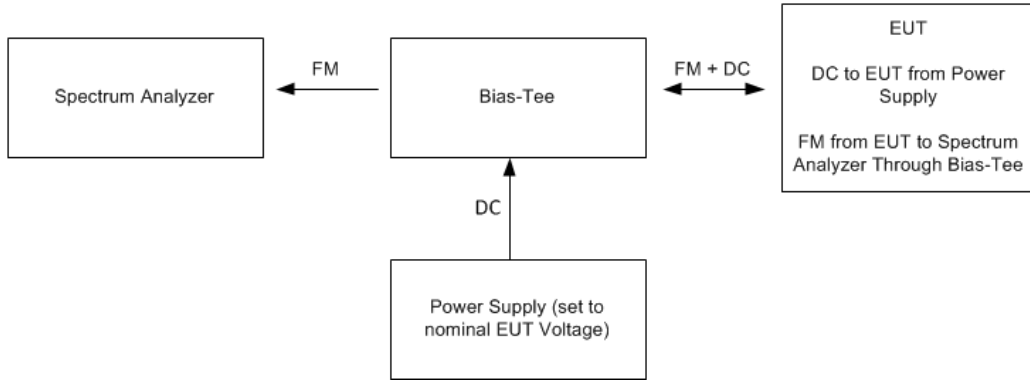 Spectrum Analyzer
FM
Bias-Tee
FM + DC
EUT
DC to EUT from Power
Supply
FM from EUT to Spectrum
Analyzer Through Bias-Tee
DC
Power Supply (set to
nominal EUT Voltage)